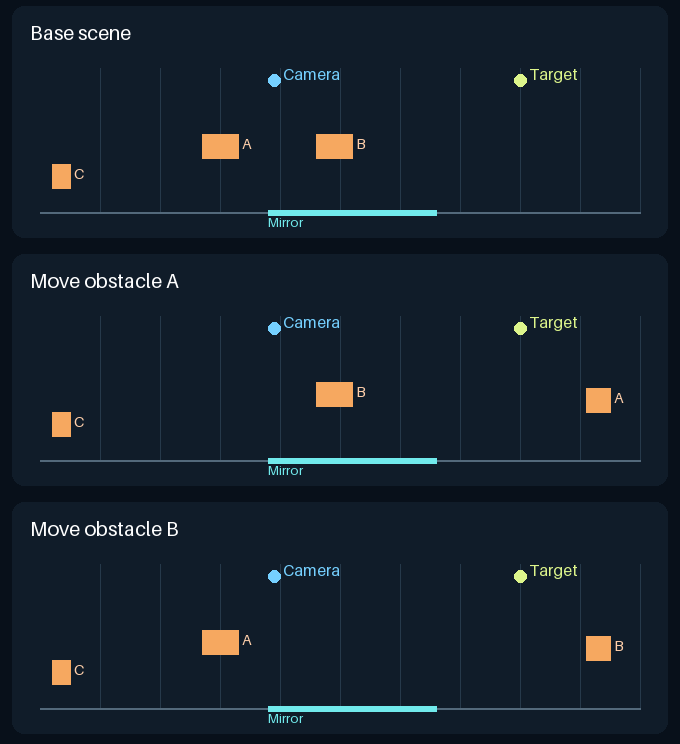 Base scene
Camera
Target
A
B
C
Mirror
Move obstacle A
Camera
Target
B
A
C
Mirror
Move obstacle B
Camera
Target
A
B
C
Mirror